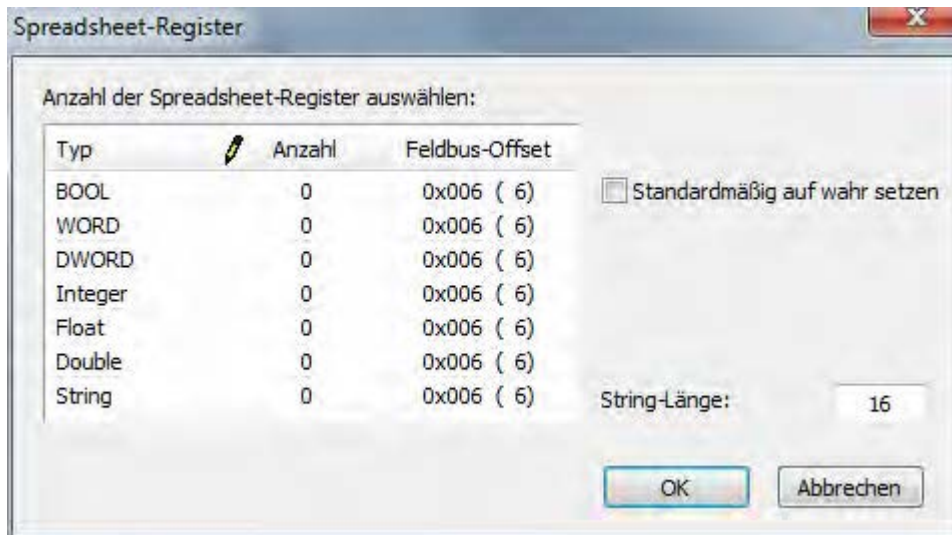 Spreadsheet-Register
Anzahl der Spreadsheet-Register auswählen:
Typ Anzahl Feldbus-Offset
BOOL 0 0x006 ( 6)
WORD 0 0x006 ( 6)
DWORD 0 0x006 ( 6)
Integer 0 0x006 ( 6)
Float 0 0x006 ( 6)
Double 0 0x006 ( 6)
String 0 0x006 ( 6)
Standardmäßig auf wahr setzen
String-Länge: 16
OK Abbrechen